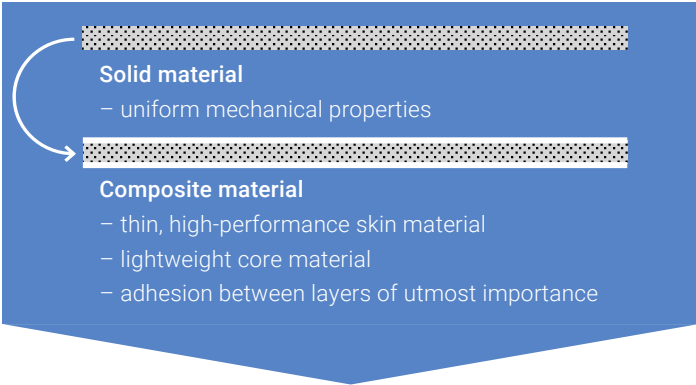 Solid material
– uniform mechanical properties
Composite material
– thin, high-performance skin material
– lightweight core material
– adhesion between layers of utmost importance